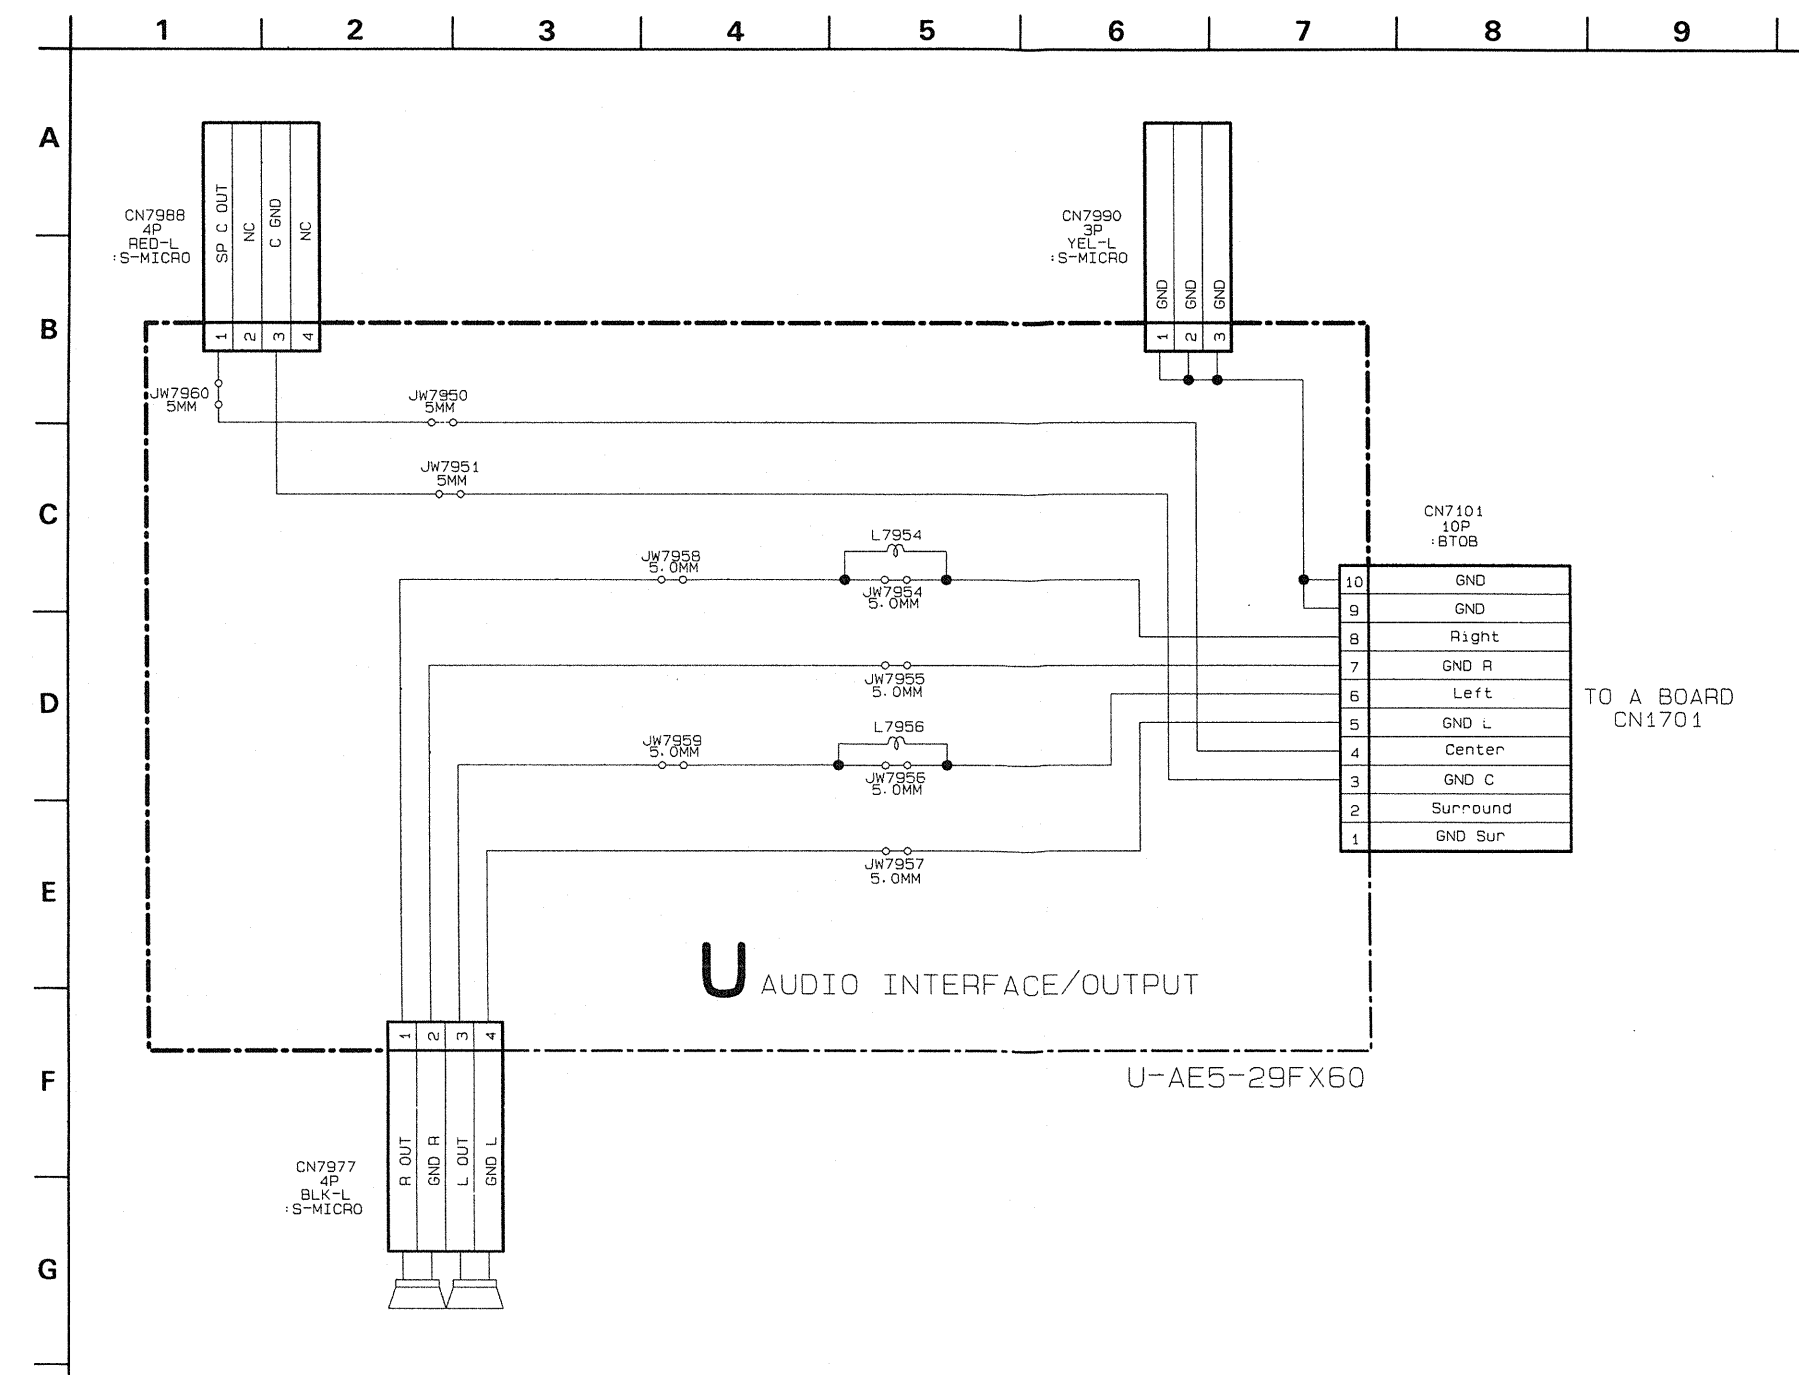 1 2 3 4 5 6 7 8 9
A
B
C
D
E
F
G
CN7988
4P
RED-L
:S-MICRO
SP C OUT
NC
C GND
NC
1
2
3
4
CN7990
3P
YEL-L
:S-MICRO
GND
GND
GND
1
2
3
JW7960
5MM
JW7950
5MM
JW7951
5MM
JW7958
5.0MM
L7954
JW7954
5.0MM
JW7955
5.0MM
JW7959
5.0MM
L7956
JW7956
5.0MM
JW7957
5.0MM
CN7101
10P
:BTOB
10 GND
9 GND
8 Right
7 GND R
6 Left
5 GND L
4 Center
3 GND C
2 Surround
1 GND Sur
TO A BOARD
CN1701
U AUDIO INTERFACE/OUTPUT
U-AE5-29FX60
1
2
3
4
R OUT
GND R
L OUT
GND L
CN7977
4P
BLK-L
:S-MICRO